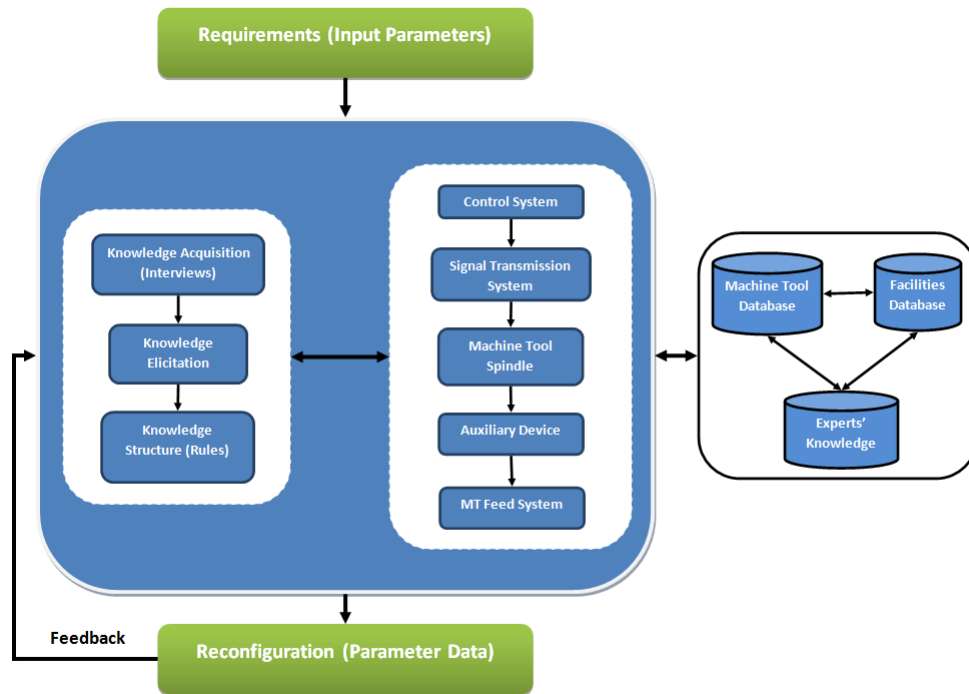 Requirements (Input Parameters)
Knowledge Acquisition
(Interviews)
Knowledge
Elicitation
Knowledge
Structure (Rules)
Control System
Signal Transmission
System
Machine Tool
Spindle
Auxiliary Device
MT Feed System
Machine Tool
Database
Facilities
Database
Experts'
Knowledge
Feedback
Reconfiguration (Parameter Data)